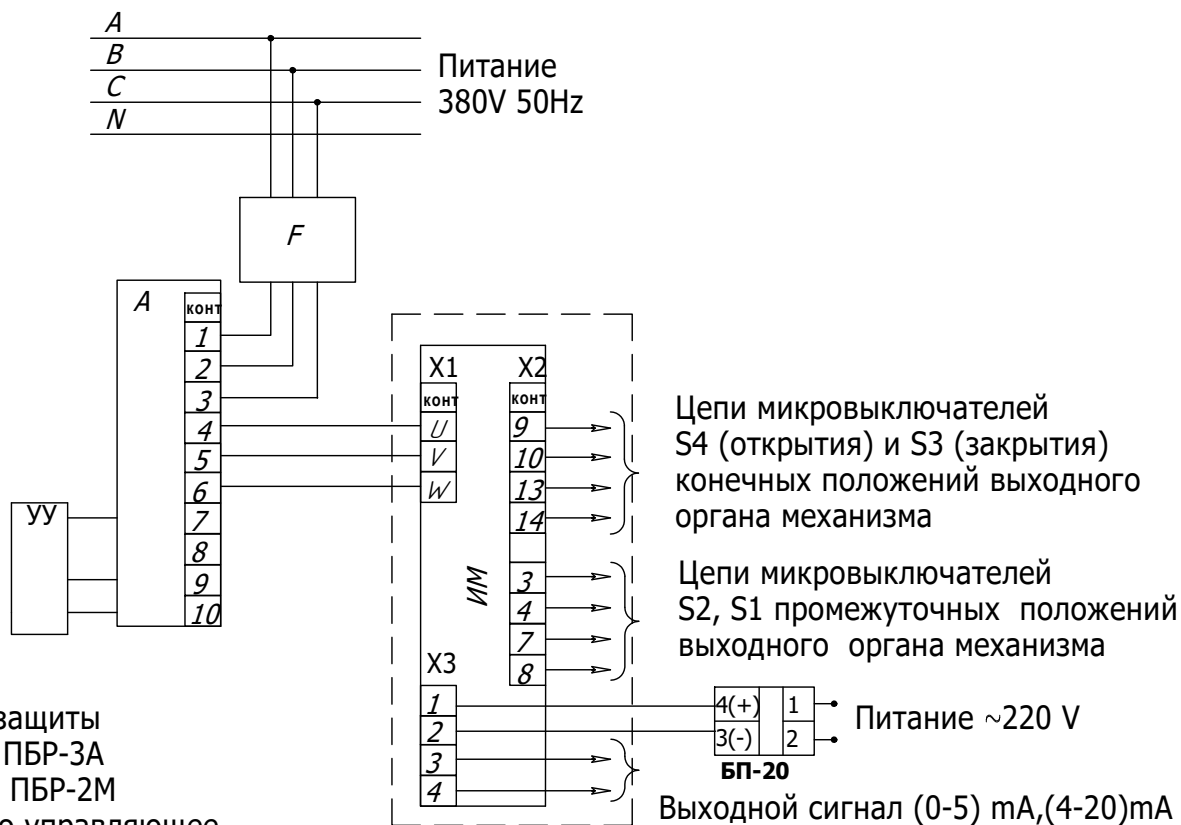 A
B
C
N
Питание
380V 50Hz
F
A
конт
1
2
3
4
5
6
7
8
9
10
УУ
X1
конт
U
V
W
X2
конт
9
10
13
14
3
4
7
8
ИМ
X3
1
2
3
4
Цепи микровыключателей
S4 (открытия) и S3 (закрытия)
конечных положений выходного
органа механизма
Цепи микровыключателей
S2, S1 промежуточных положений
выходного органа механизма
4(+) 1
3(-) 2
БП-20
Питание ~220 V
Выходной сигнал (0-5) mA,(4-20)mA
защиты
ПБР-3А
ПБР-2М
управляющее